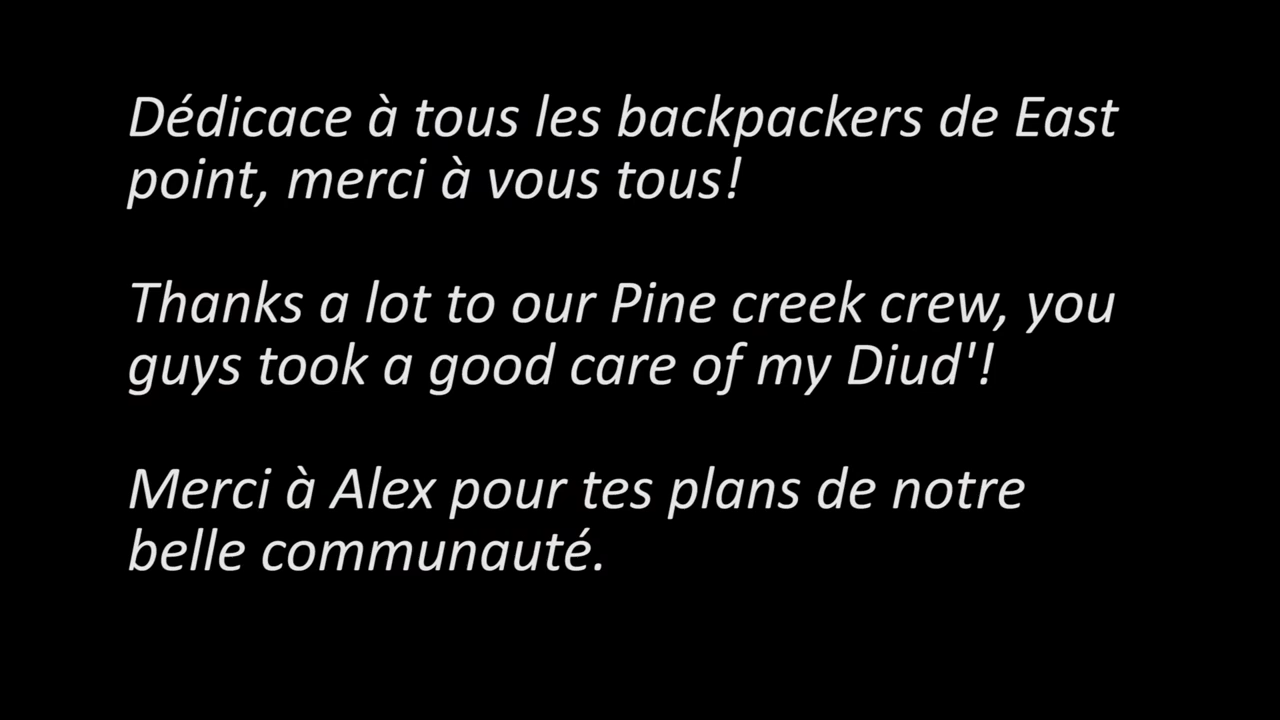 Dédicace à tous les backpackers de East
point, merci à vous tous!
Thanks a lot to our Pine creek crew, you
guys took a good care of my Diud'!
Merci à Alex pour tes plans de notre
belle communauté.